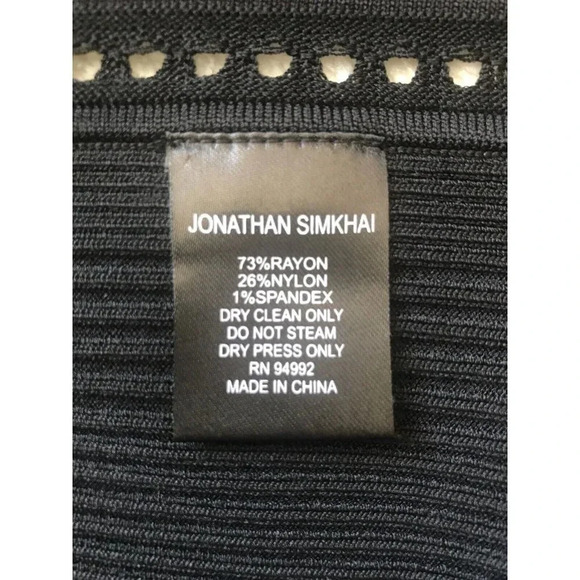 JONATHAN SIMKHAI
73%RAYON
26%NYLON
1%SPANDEX
DRY CLEAN ONLY
DO NOT STEAM
DRY PRESS ONLY
RN 94992
MADE IN CHINA